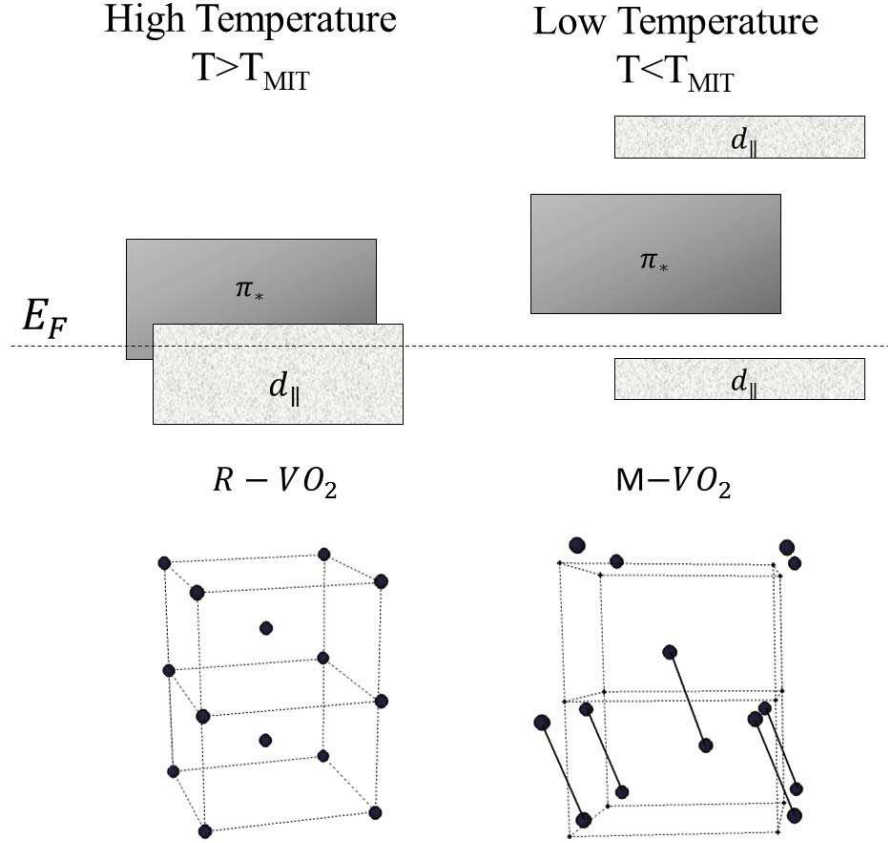 High Temperature
T>T_MIT
Low Temperature
T<T_MIT
d_∥
π_*
π_*
E_F
d_∥
d_∥
R − VO_2
M−VO_2